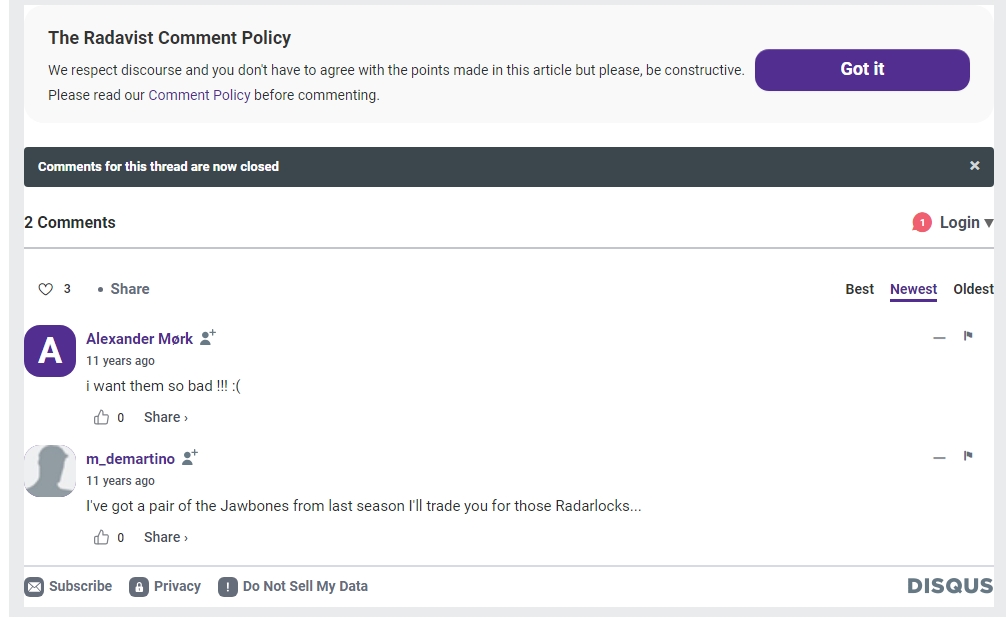 The Radavist Comment Policy
We respect discourse and you don't have to agree with the points made in this article but please, be constructive.
Please read our Comment Policy before commenting.
Got it
Comments for this thread are now closed
×
2 Comments
1 Login ▼
3 • Share
Best Newest Oldest
A
Alexander Mørk
11 years ago
i want them so bad !!! :(
0 Share ›
m_demartino
11 years ago
I've got a pair of the Jawbones from last season I'll trade you for those Radarlocks...
0 Share ›
Subscribe Privacy ! Do Not Sell My Data
DISQUS